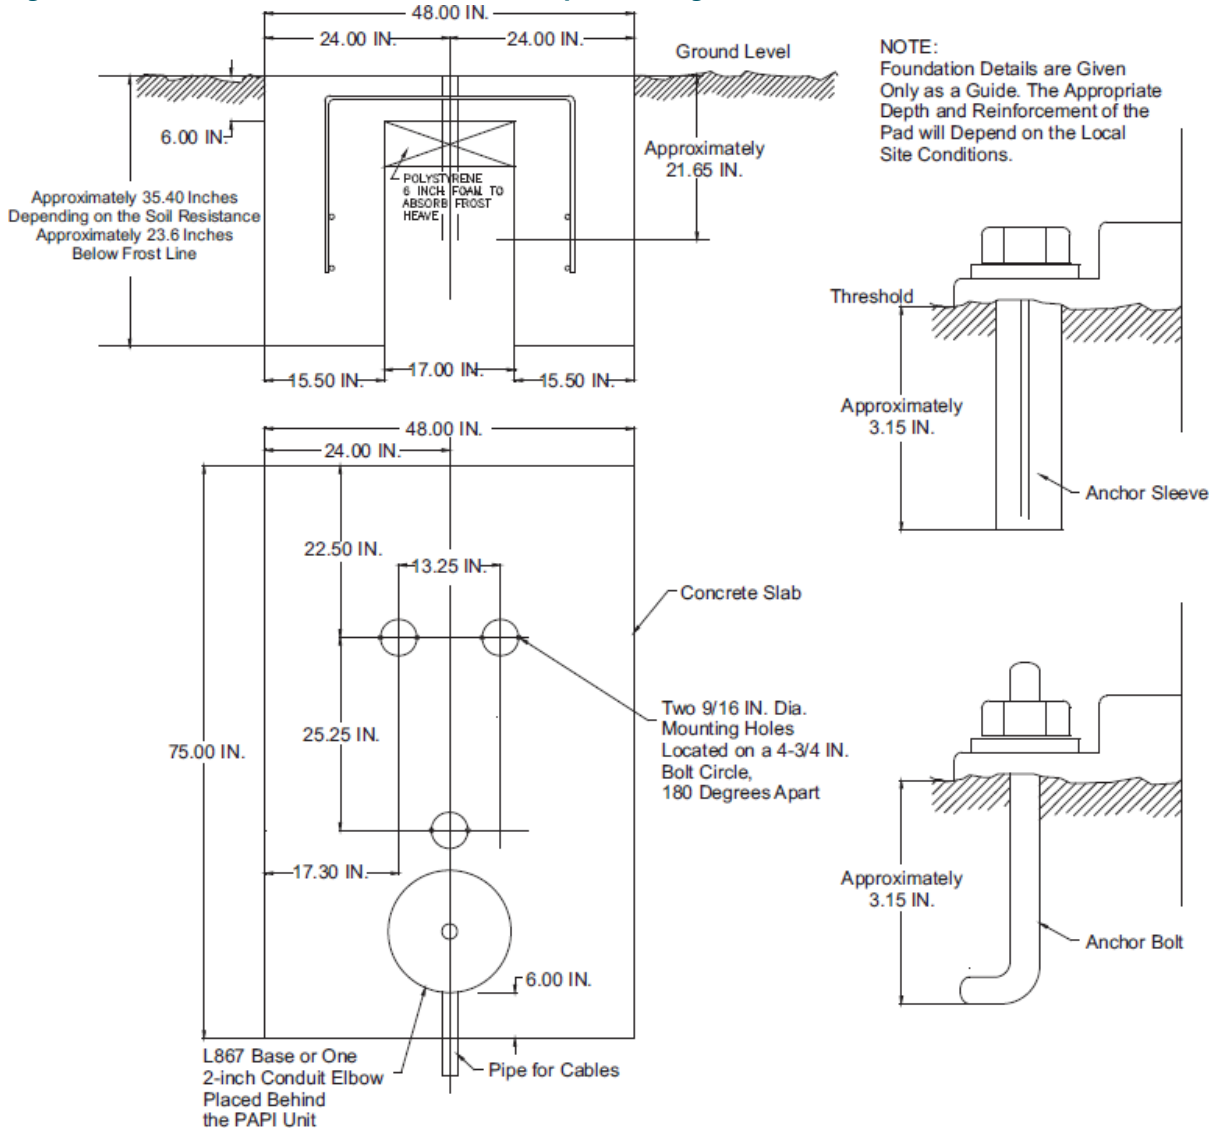 48.00 IN.
24.00 IN.
24.00 IN.
Ground Level
6.00 IN.
Approximately
21.65 IN.
Approximately 35.40 Inches
Depending on the Soil Resistance
Approximately 23.6 Inches
Below Frost Line
POLYSTYRENE
6 INCH FOAM TO
ABSORB FROST
HEAVE
15.50 IN.
17.00 IN.
15.50 IN.
NOTE:
Foundation Details are Given
Only as a Guide. The Appropriate
Depth and Reinforcement of the
Pad will Depend on the Local
Site Conditions.
Threshold
Approximately
3.15 IN.
Anchor Sleeve
48.00 IN.
24.00 IN.
22.50 IN.
13.25 IN.
Concrete Slab
75.00 IN.
25.25 IN.
Two 9/16 IN. Dia.
Mounting Holes
Located on a 4-3/4 IN.
Bolt Circle,
180 Degrees Apart
17.30 IN.
6.00 IN.
L867 Base or One
2-inch Conduit Elbow
Placed Behind
the PAPI Unit
Pipe for Cables
Approximately
3.15 IN.
Anchor Bolt